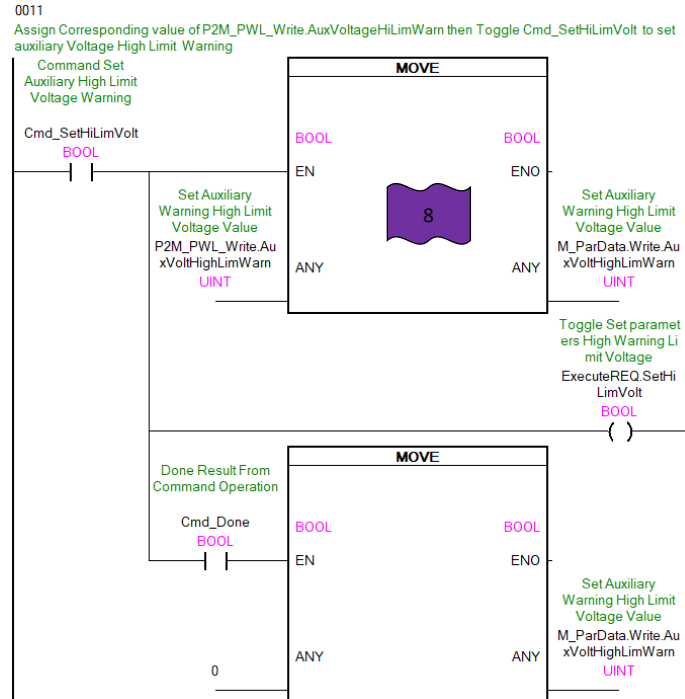 0011
Assign Corresponding value of P2M_PWL_Write.AuxVoltageHiLimWarn then Toggle Cmd_SetHiLimVolt to set
auxiliary Voltage High Limit Warning
Command Set
Auxiliary High Limit
Voltage Warning
Cmd_SetHiLimVolt
BOOL
MOVE
BOOL
BOOL
EN
ENO
8
Set Auxiliary
Warning High Limit
Voltage Value
P2M_PWL_Write.Au
xVoltHighLimWarn
UINT
ANY
ANY
Set Auxiliary
Warning High Limit
Voltage Value
M_ParData.Write.Au
xVoltHighLimWarn
UINT
Toggle Set paramet
ers High Warning Li
mit Voltage
ExecuteREQ.SetHi
LimVolt
BOOL
MOVE
Done Result From
Command Operation
Cmd_Done
BOOL
BOOL
BOOL
EN
ENO
Set Auxiliary
Warning High Limit
Voltage Value
M_ParData.Write.Au
xVoltHighLimWarn
UINT
0
ANY
ANY